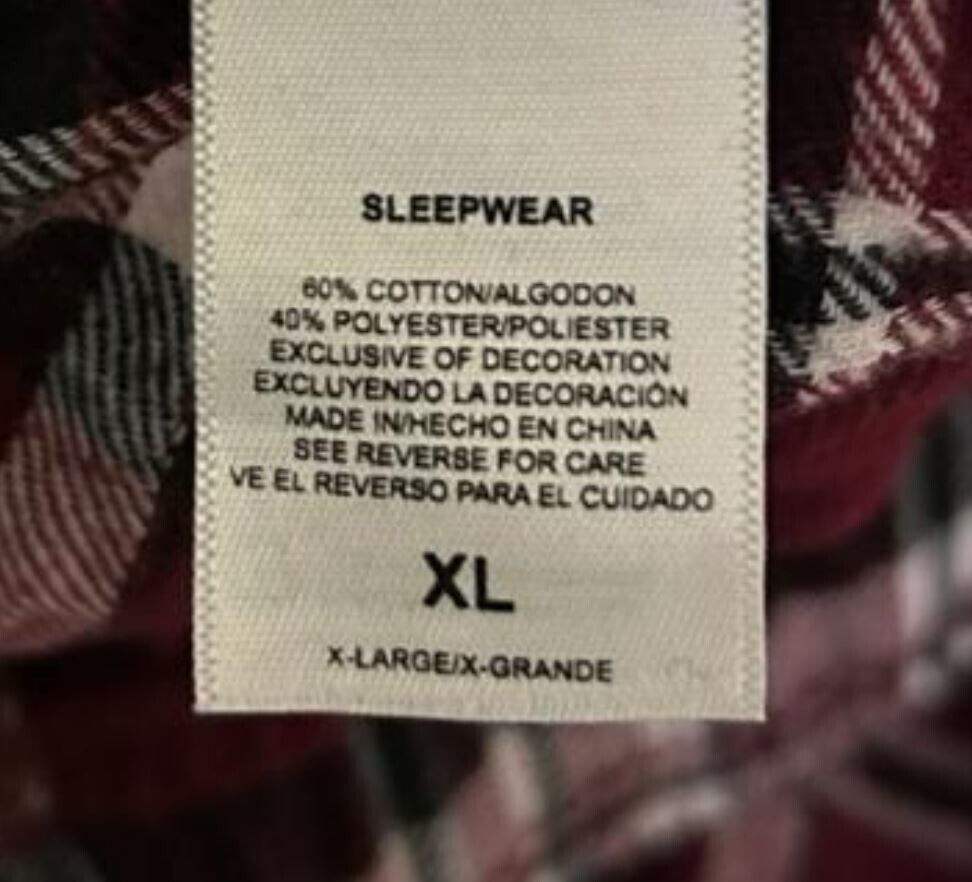 SLEEPWEAR
60% COTTON/ALGODON
40% POLYESTER/POLIESTER
EXCLUSIVE OF DECORATION
EXCLUYENDO LA DECORACIÓN
MADE IN/HECHO EN CHINA
SEE REVERSE FOR CARE
VE EL REVERSO PARA EL CUIDADO
XL
X-LARGE/X-GRANDE